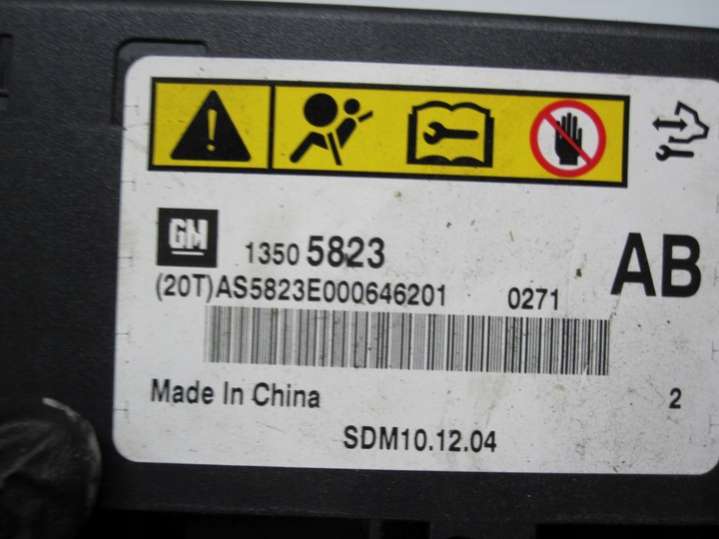 GM 1350 5823 AB
(20T)AS5823E000646201 0271
Made In China 2
SDM10.12.04